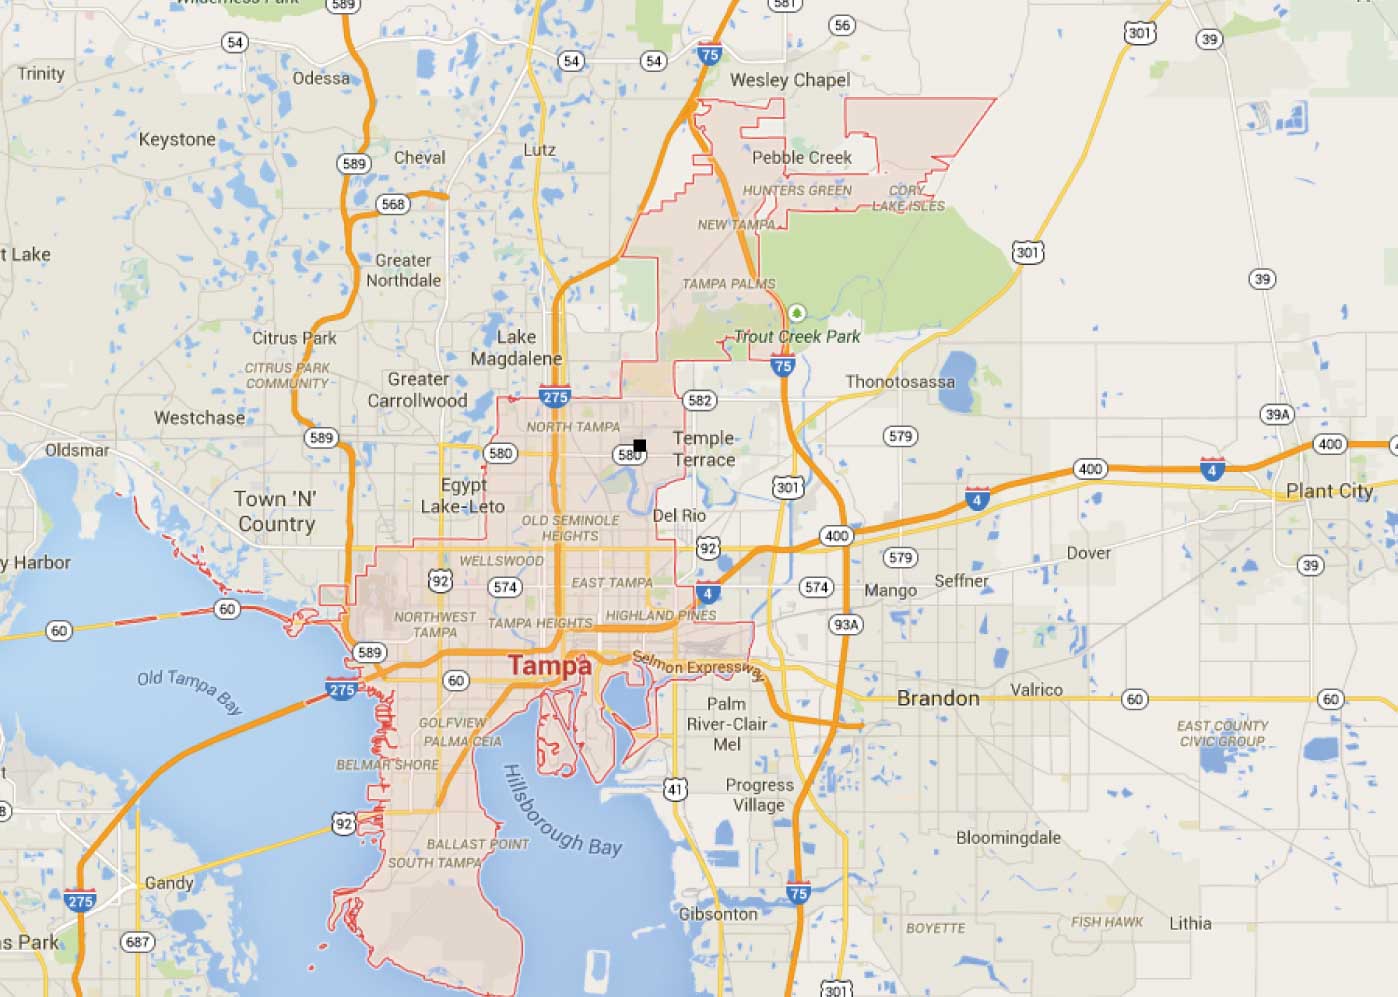 Wilderness Park
589
581
54
56
301
39
75
54
54
Wesley Chapel
Trinity
Odessa
Keystone
Cheval
Lutz
589
Pebble Creek
568
HUNTERS GREEN
CORY
LAKE ISLES
NEW TAMPA
t Lake
Greater
Northdale
301
39
TAMPA PALMS
Citrus Park
Lake
Magdalene
Trout Creek Park
CITRUS PARK
COMMUNITY
Greater
Carrollwood
75
Thonotosassa
275
582
Westchase
39A
NORTH TAMPA
589
580
580
Temple
Terrace
579
400
Oldsmar
400
4
Egypt
Lake-Leto
301
4
Plant City
Town 'N'
Country
Del Rio
OLD SEMINOLE
HEIGHTS
400
92
Dover
y Harbor
WELLSWOOD
579
39
92
574
EAST TAMPA
4
574
Mango
Seffner
60
60
NORTHWEST
TAMPA
TAMPA HEIGHTS
HIGHLAND PINES
93A
589
Tampa
Selmon Expressway
Old Tampa Bay
275
60
Brandon
Valrico
60
60
Palm
River-Clair
Mel
GOLFVIEW
PALMA CEIA
EAST COUNTY
CIVIC GROUP
BELMAR SHORE
Hillsborough Bay
41
Progress
Village
t
8
92
BALLAST POINT
SOUTH TAMPA
Bloomingdale
Gandy
275
75
Gibsonton
BOYETTE
FISH HAWK
Lithia
as Park
687
301